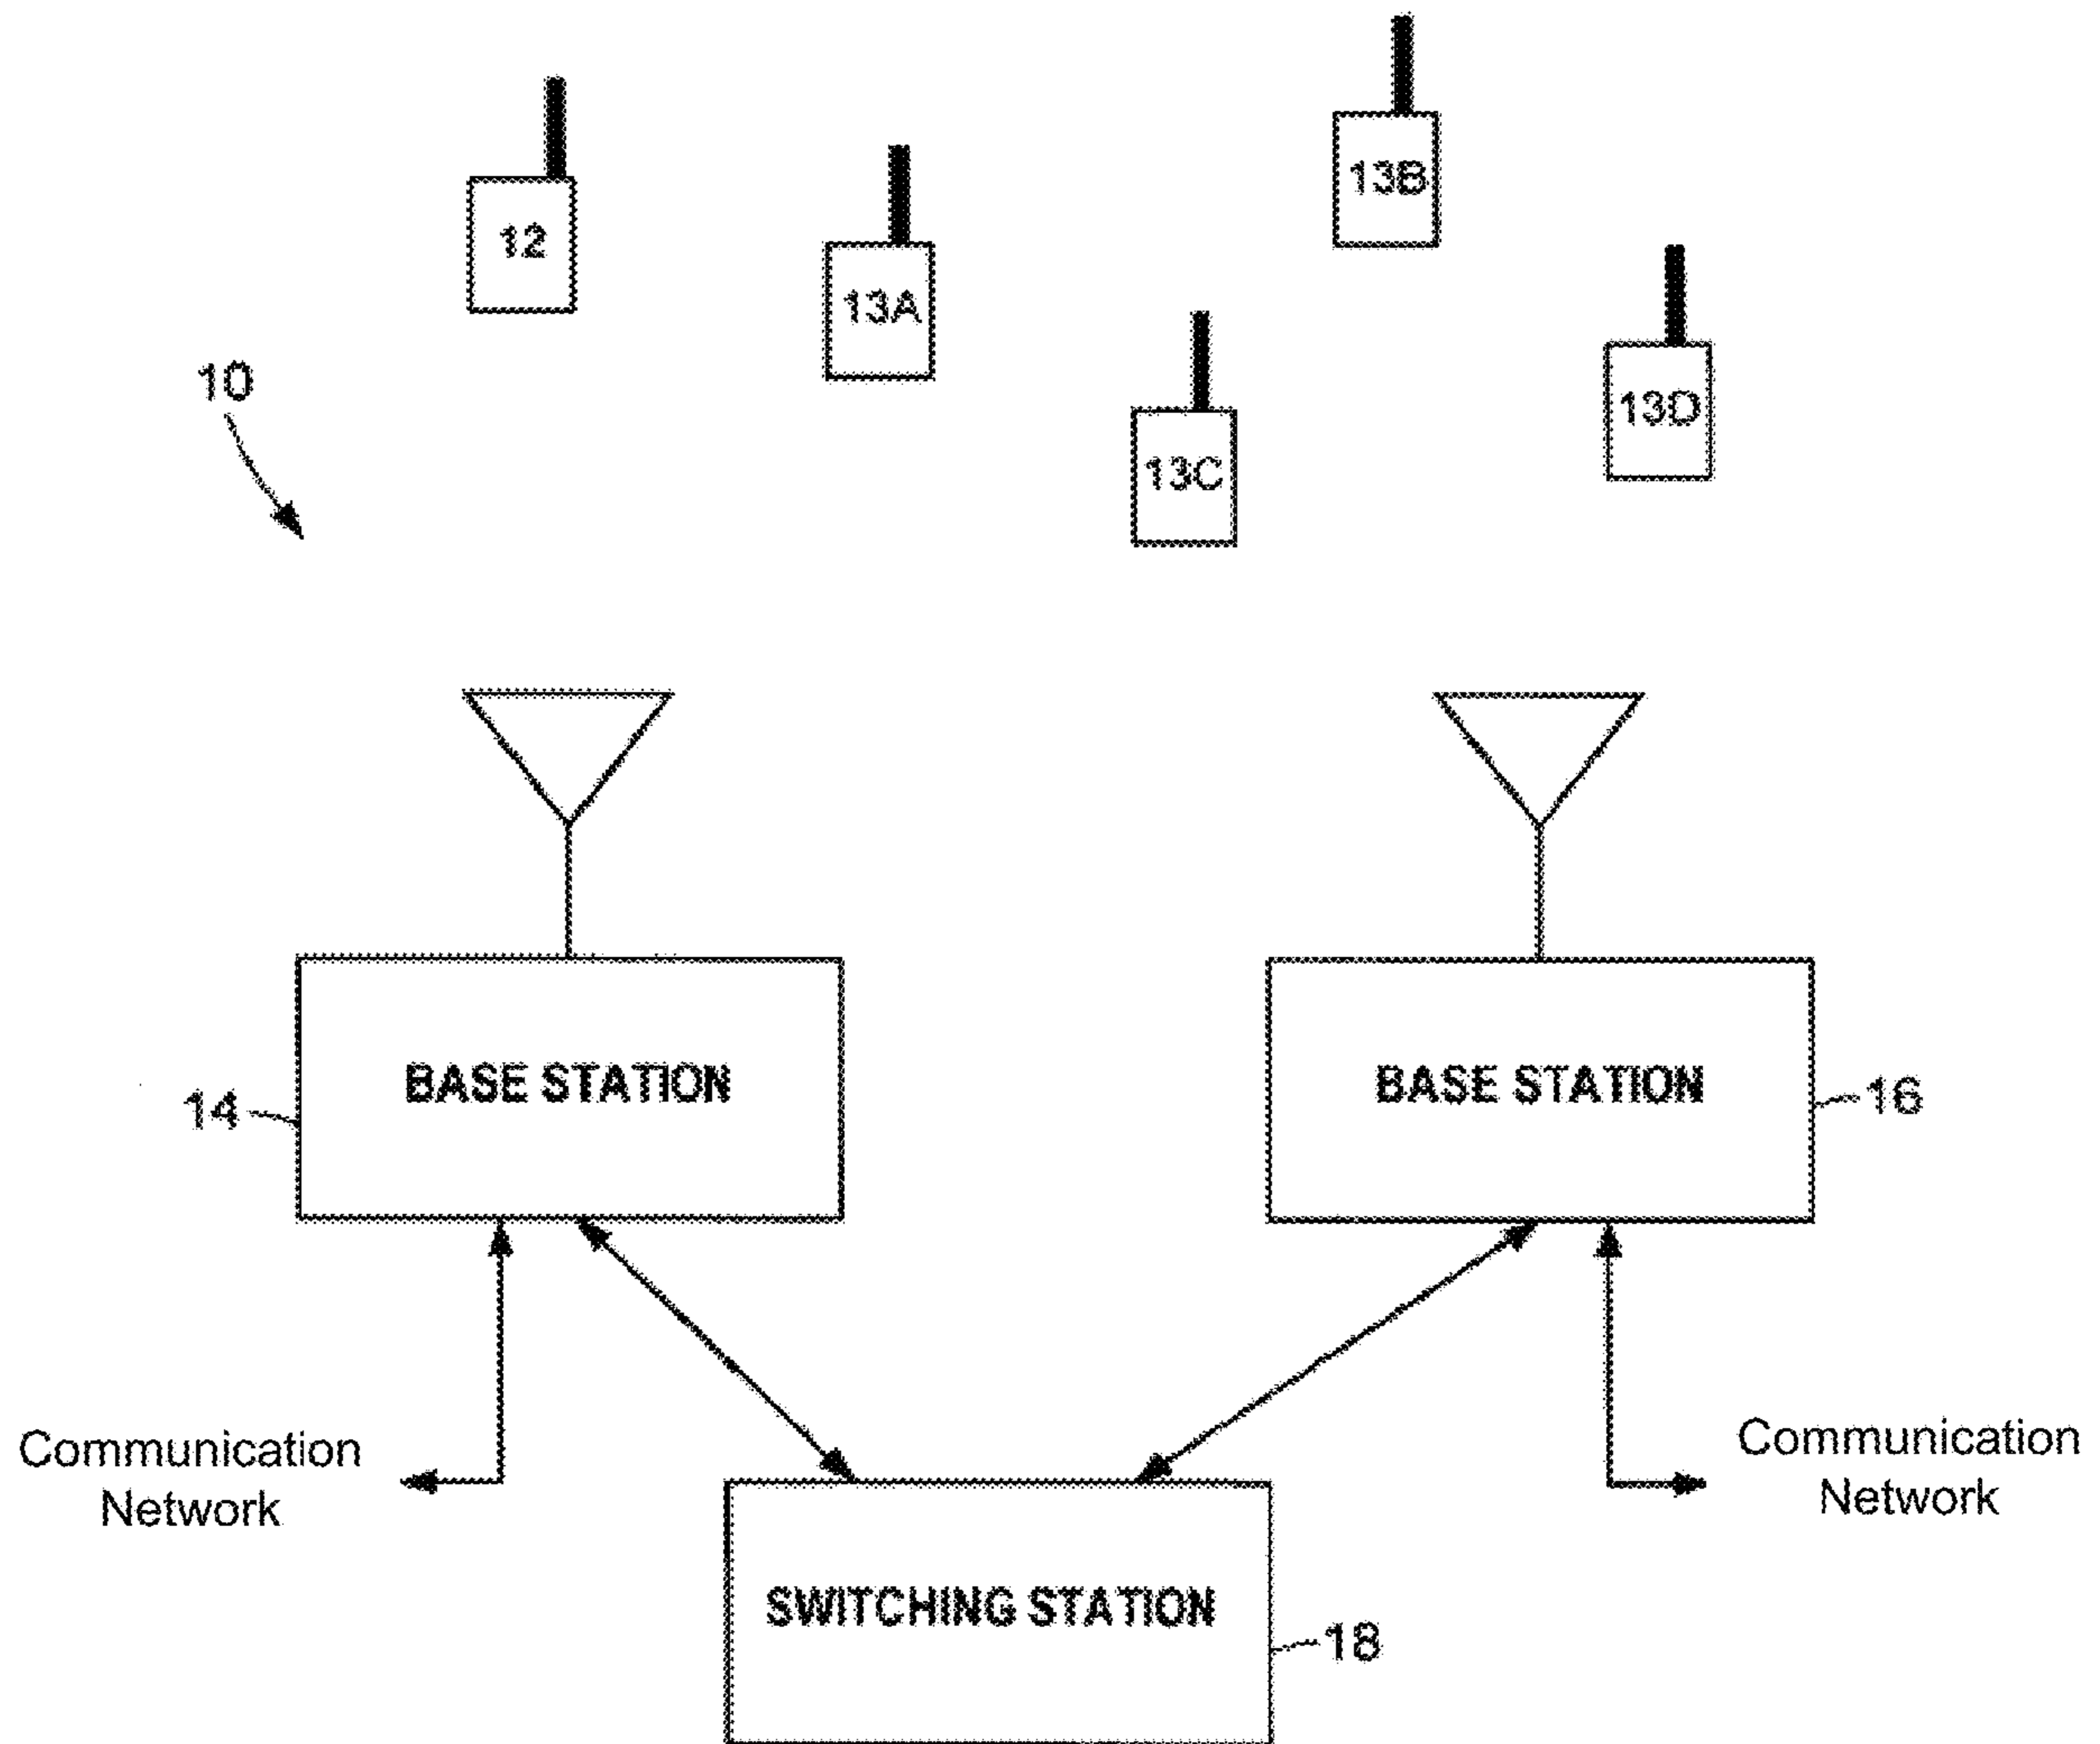 13B
12
13A
10
13D
13C
BASE STATION
BASE STATION
14
16
Communication
Network
Communication
Network
SWITCHING STATION
18